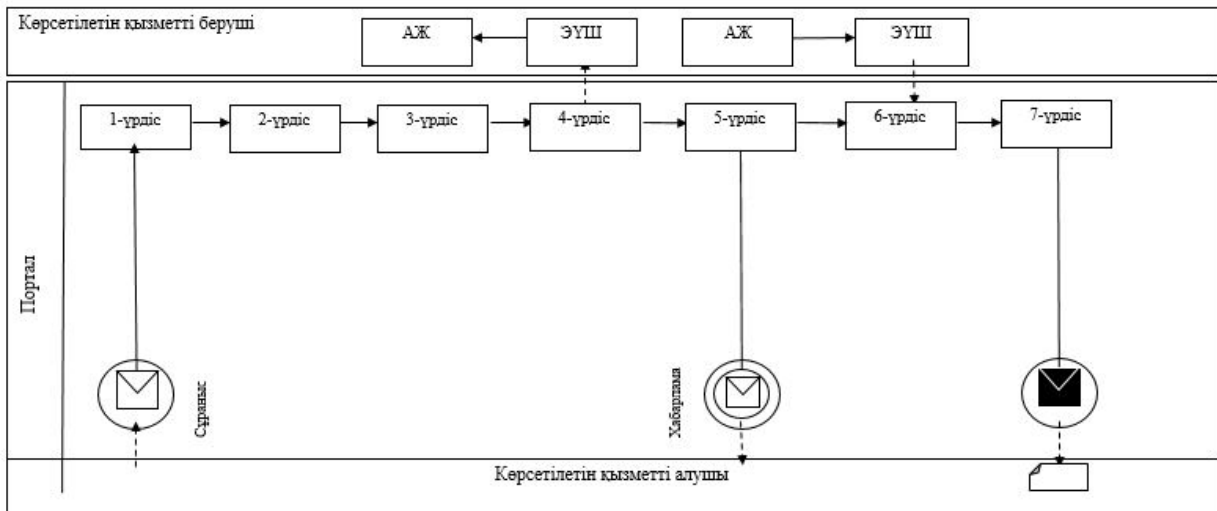 Көрсетілетін қызметті беруші
АЖ
ЭҮШ
АЖ
ЭҮШ
Портал
1-үрдіс
2-үрдіс
3-үрдіс
4-үрдіс
5-үрдіс
6-үрдіс
7-үрдіс
Сұраныс
Хабарлама
Көрсетілетін қызметті алушы